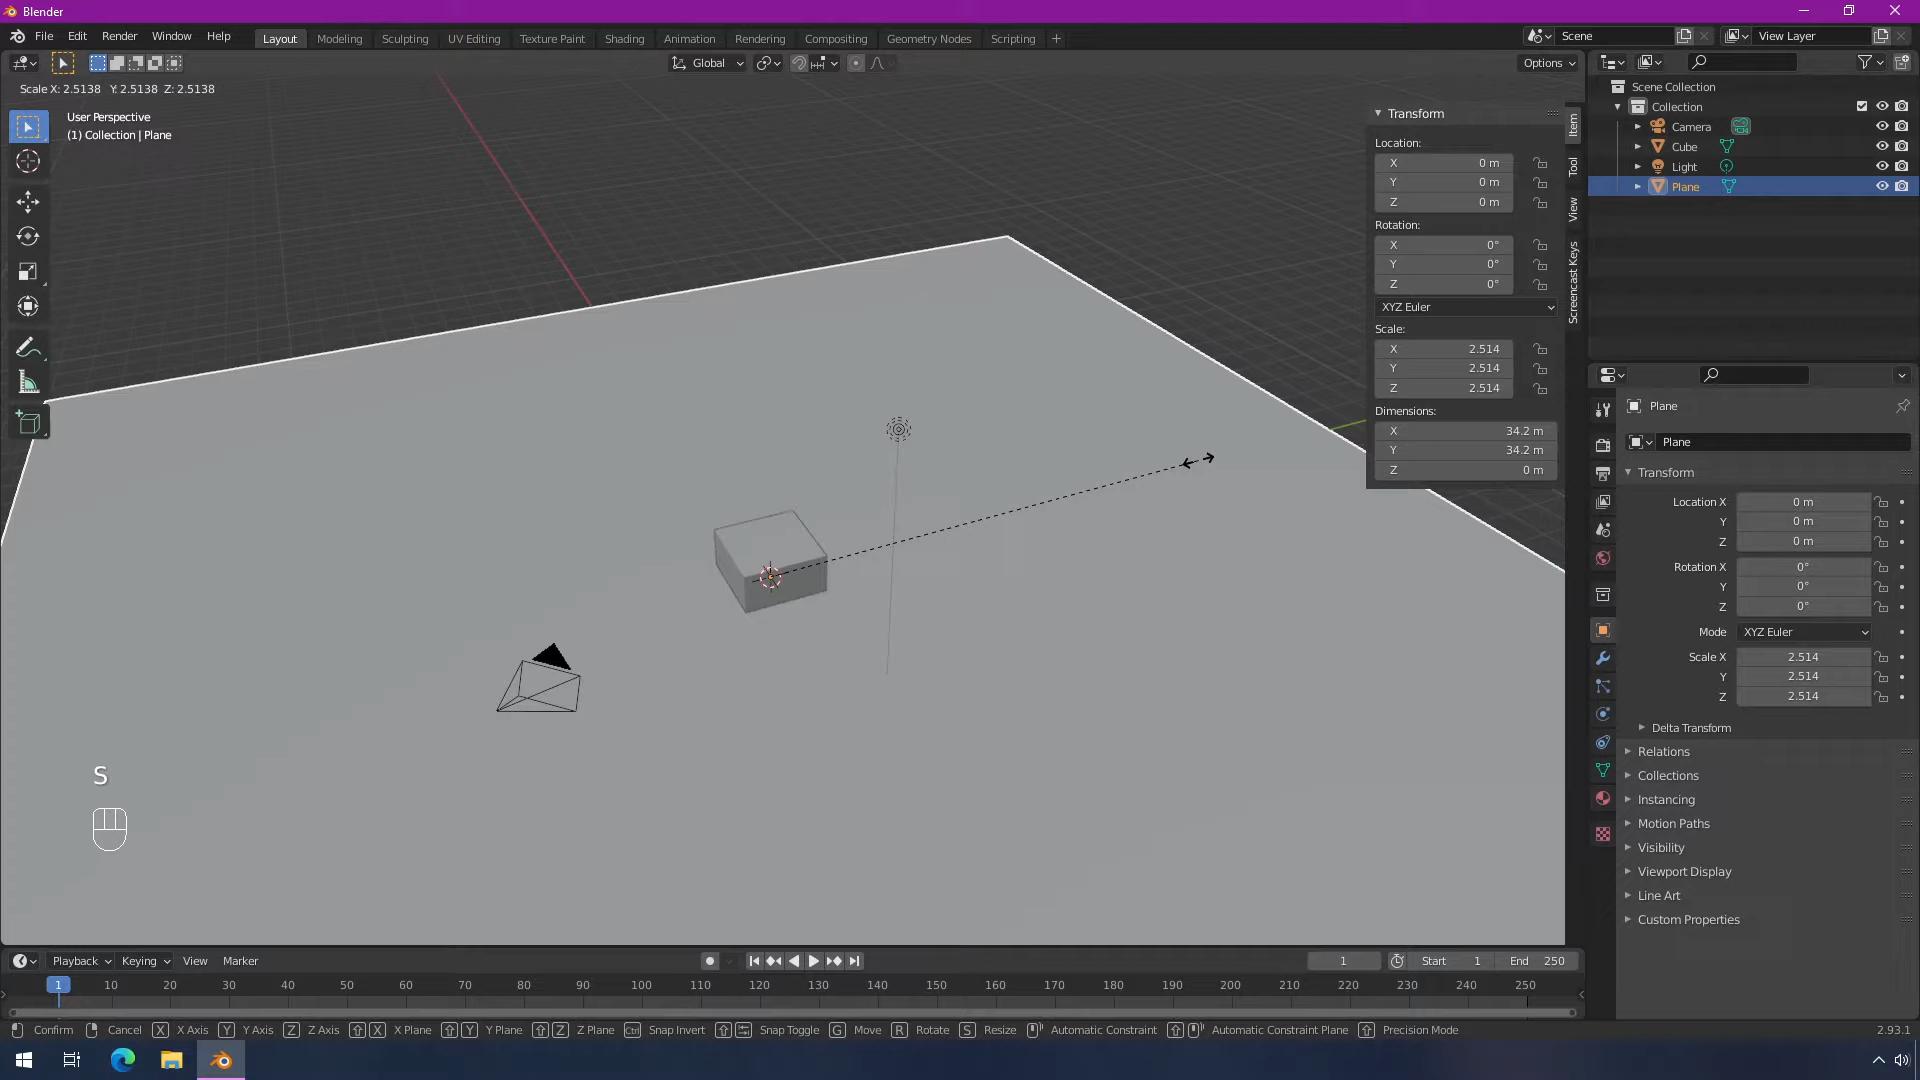 Blender
File Edit Render Window Help
Layout Modeling Sculpting UV Editing Texture Paint Shading Animation Rendering Compositing Geometry Nodes Scripting +
Scene
View Layer
Global
Options
Scale X: 2.5138 Y: 2.5138 Z: 2.5138
User Perspective
(1) Collection | Plane
Transform
Location:
X 0 m
Y 0 m
Z 0 m
Rotation:
X 0°
Y 0°
Z 0°
XYZ Euler
Scale:
X 2.514
Y 2.514
Z 2.514
Dimensions:
X 34.2 m
Y 34.2 m
Z 0 m
Item
Tool
View
Screencast Keys
Scene Collection
Collection
Camera
Cube
Light
Plane
Plane
Plane
Transform
Location X 0 m
Y 0 m
Z 0 m
Rotation X 0°
Y 0°
Z 0°
Mode XYZ Euler
Scale X 2.514
Y 2.514
Z 2.514
Delta Transform
Relations
Collections
Instancing
Motion Paths
Visibility
Viewport Display
Line Art
Custom Properties
S
Playback Keying View Marker
1 Start 1 End 250
1 10 20 30 40 50 60 70 80 90 100 110 120 130 140 150 160 170 180 190 200 210 220 230 240 250
Confirm Cancel X X Axis Y Y Axis Z Z Axis X X Plane Y Y Plane Z Z Plane Ctrl Snap Invert Snap Toggle G Move R Rotate S Resize Automatic Constraint Automatic Constraint Plane Precision Mode 2.93.1